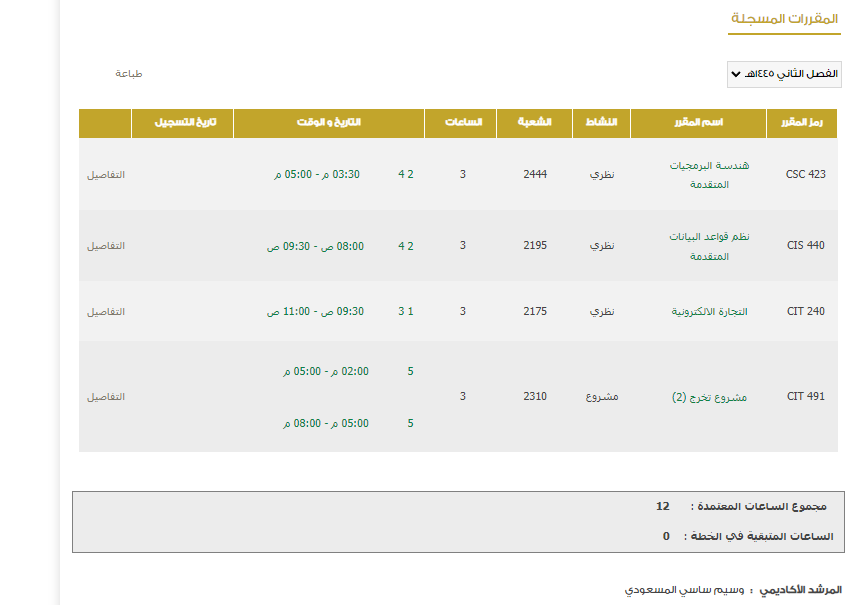 المقررات المسجلة
الفصل الثاني ١٤٤٥هـ
طباعة
رمز المقرر اسم المقرر النشاط الشعبة الساعات التاريخ و الوقت تاريخ التسجيل
CSC 423 هندسة البرمجيات المتقدمة نظري 2444 3 4 2 03:30 م - 05:00 م التفاصيل
CIS 440 نظم قواعد البيانات المتقدمة نظري 2195 3 4 2 08:00 ص - 09:30 ص التفاصيل
CIT 240 التجارة الالكترونية نظري 2175 3 3 1 09:30 ص - 11:00 ص التفاصيل
CIT 491 مشروع تخرج (2) مشروع 2310 3 5 02:00 م - 05:00 م التفاصيل
5 05:00 م - 08:00 م
مجموع الساعات المعتمدة : 12
الساعات المتبقية في الخطة : 0
المرشد الأكاديمي : وسيم ساسي المسعودي